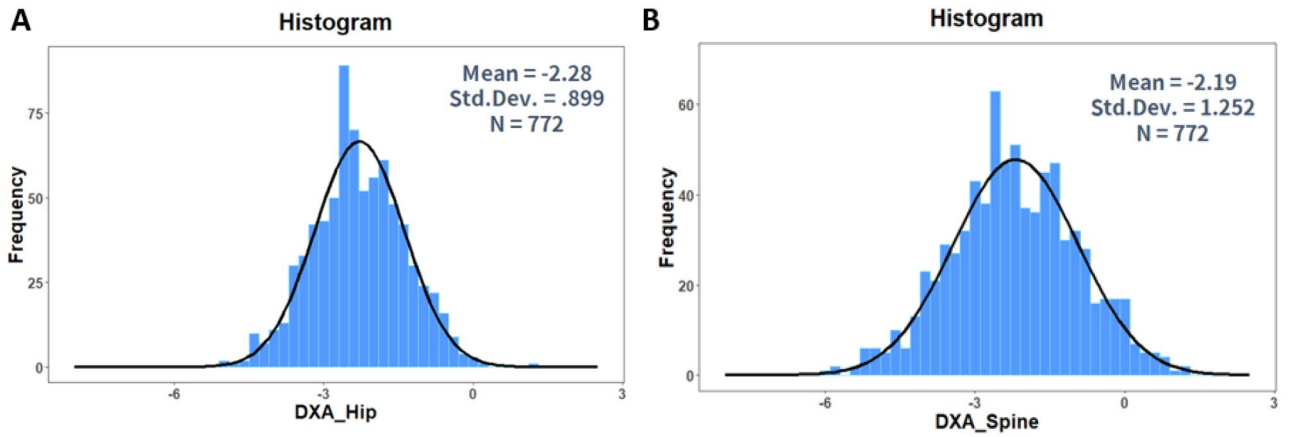 A
Histogram
Mean = -2.28
Std.Dev. = .899
N = 772
75
50
25
0
Frequency
-6
-3
0
3
DXA_Hip
B
Histogram
Mean = -2.19
Std.Dev. = 1.252
N = 772
60
40
20
0
Frequency
-6
-3
0
3
DXA_Spine